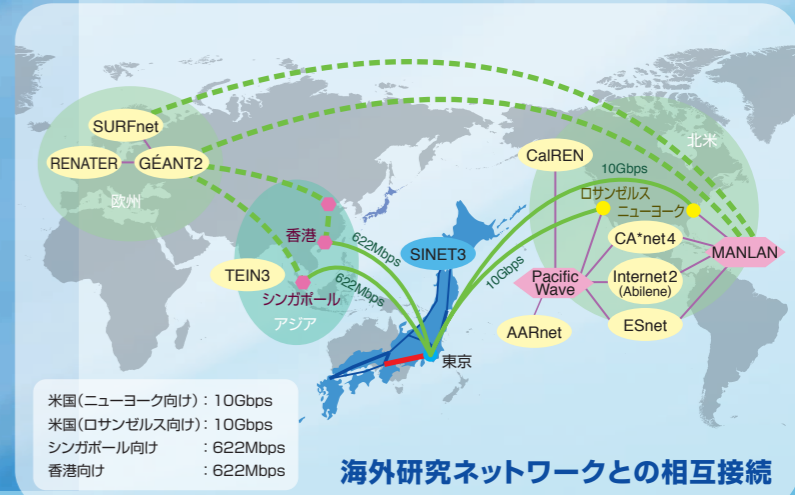 SURFnet
RENATER
GÉANT2
欧州
香港
622Mbps
TEIN3
シンガポール
622Mbps
アジア
SINET3
東京
北米
CalREN
10Gbps
ロサンゼルス
ニューヨーク
CA*net4
MANLAN
10Gbps
Pacific
Wave
Internet2
(Abilene)
AARnet
ESnet
米国(ニューヨーク向け):10Gbps
米国(ロサンゼルス向け):10Gbps
シンガポール向け :622Mbps
香港向け :622Mbps
海外研究ネットワークとの相互接続